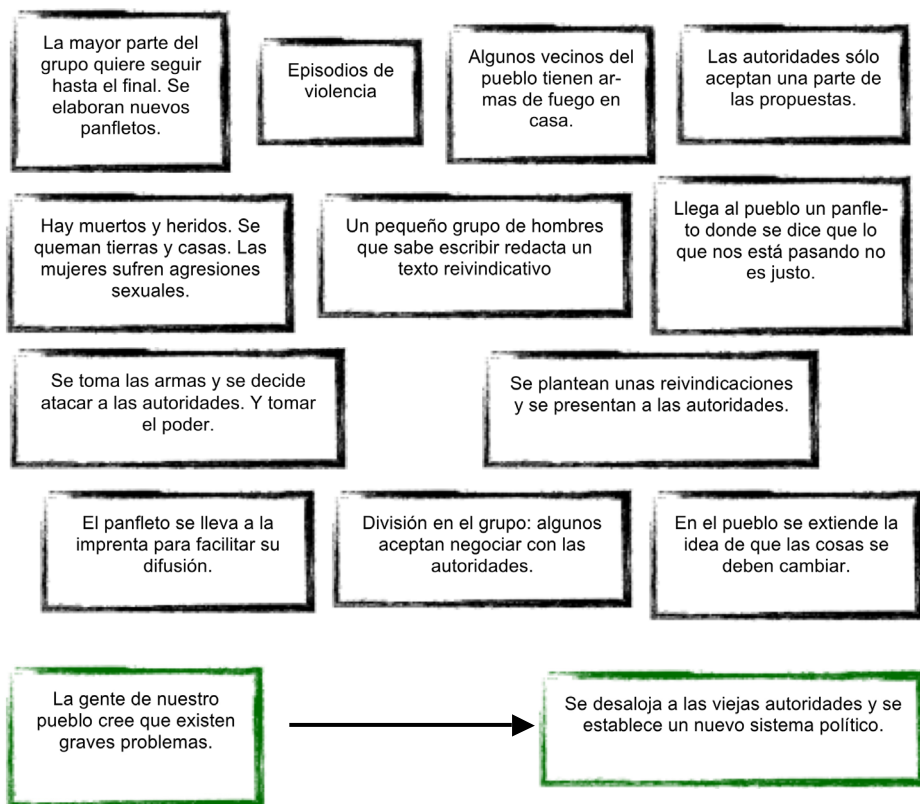 La mayor parte del
grupo quiere seguir
hasta el final. Se
elaboran nuevos
panfletos.
Episodios de
violencia
Algunos vecinos del
pueblo tienen ar-
mas de fuego en
casa.
Las autoridades sólo
aceptan una parte de
las propuestas.
Hay muertos y heridos. Se
queman tierras y casas. Las
mujeres sufren agresiones
sexuales.
Un pequeño grupo de hombres
que sabe escribir redacta un
texto reivindicativo
Llega al pueblo un panfle-
to donde se dice que lo
que nos está pasando no
es justo.
Se toma las armas y se decide
atacar a las autoridades. Y tomar
el poder.
Se plantean unas reivindicaciones
y se presentan a las autoridades.
El panfleto se lleva a la
imprenta para facilitar su
difusión.
División en el grupo: algunos
aceptan negociar con las
autoridades.
En el pueblo se extiende la
idea de que las cosas se
deben cambiar.
La gente de nuestro
pueblo cree que existen
graves problemas.
Se desaloja a las viejas autoridades y se
establece un nuevo sistema político.